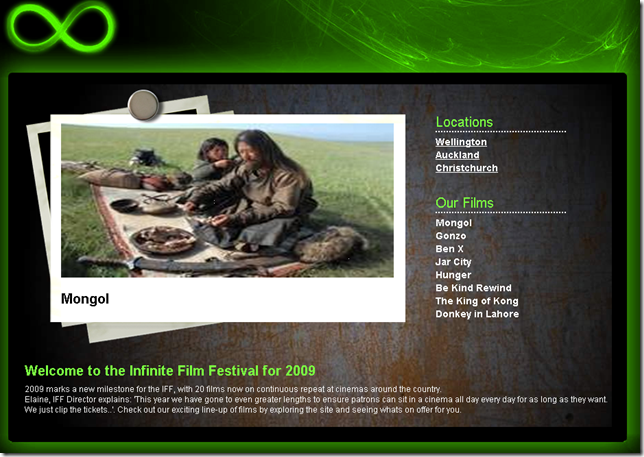 Mongol
Locations
Wellington
Auckland
Christchurch
Our Films
Mongol
Gonzo
Ben X
Jar City
Hunger
Be Kind Rewind
The King of Kong
Donkey in Lahore
Welcome to the Infinite Film Festival for 2009
2009 marks a new milestone for the IFF, with 20 films now on continuous repeat at cinemas around the country.
Elaine, IFF Director explains: 'This year we have gone to even greater lengths to ensure patrons can sit in a cinema all day every day for as long as they want.
We just clip the tickets..'. Check out our exciting line-up of films by exploring the site and seeing whats on offer for you.